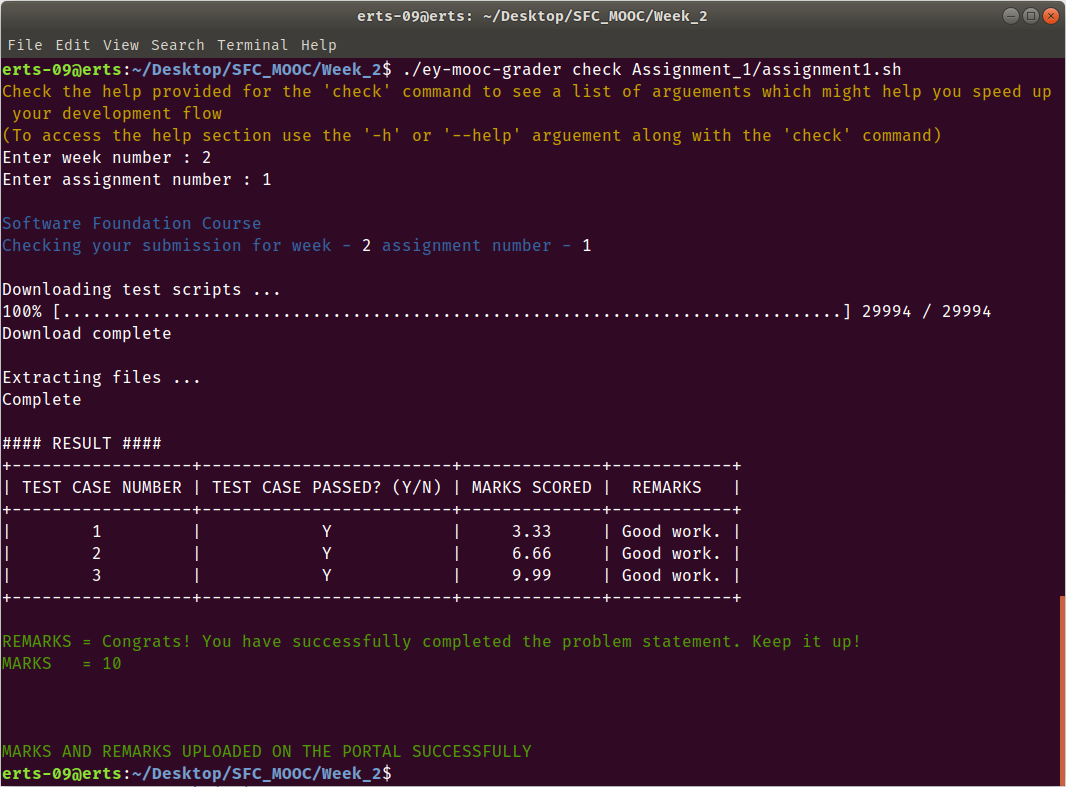 erts-09@erts: ~/Desktop/SFC_MOOC/Week_2
File Edit View Search Terminal Help
erts-09@erts:~/Desktop/SFC_MOOC/Week_2$ ./ey-mooc-grader check Assignment_1/assignment1.sh
Check the help provided for the 'check' command to see a list of arguements which might help you speed up
 your development flow
(To access the help section use the '-h' or '--help' arguement along with the 'check' command)
Enter week number : 2
Enter assignment number : 1
Software Foundation Course
Checking your submission for week - 2 assignment number - 1
Downloading test scripts ...
100% [..............................................................................] 29994 / 29994
Download complete
Extracting files ...
Complete
#### RESULT ####
+------------------+-------------------------+--------------+------------+
| TEST CASE NUMBER | TEST CASE PASSED? (Y/N) | MARKS SCORED |  REMARKS   |
+------------------+-------------------------+--------------+------------+
|        1         |            Y            |     3.33     | Good work. |
|        2         |            Y            |     6.66     | Good work. |
|        3         |            Y            |     9.99     | Good work. |
+------------------+-------------------------+--------------+------------+
REMARKS = Congrats! You have successfully completed the problem statement. Keep it up!
MARKS   = 10
MARKS AND REMARKS UPLOADED ON THE PORTAL SUCCESSFULLY
erts-09@erts:~/Desktop/SFC_MOOC/Week_2$